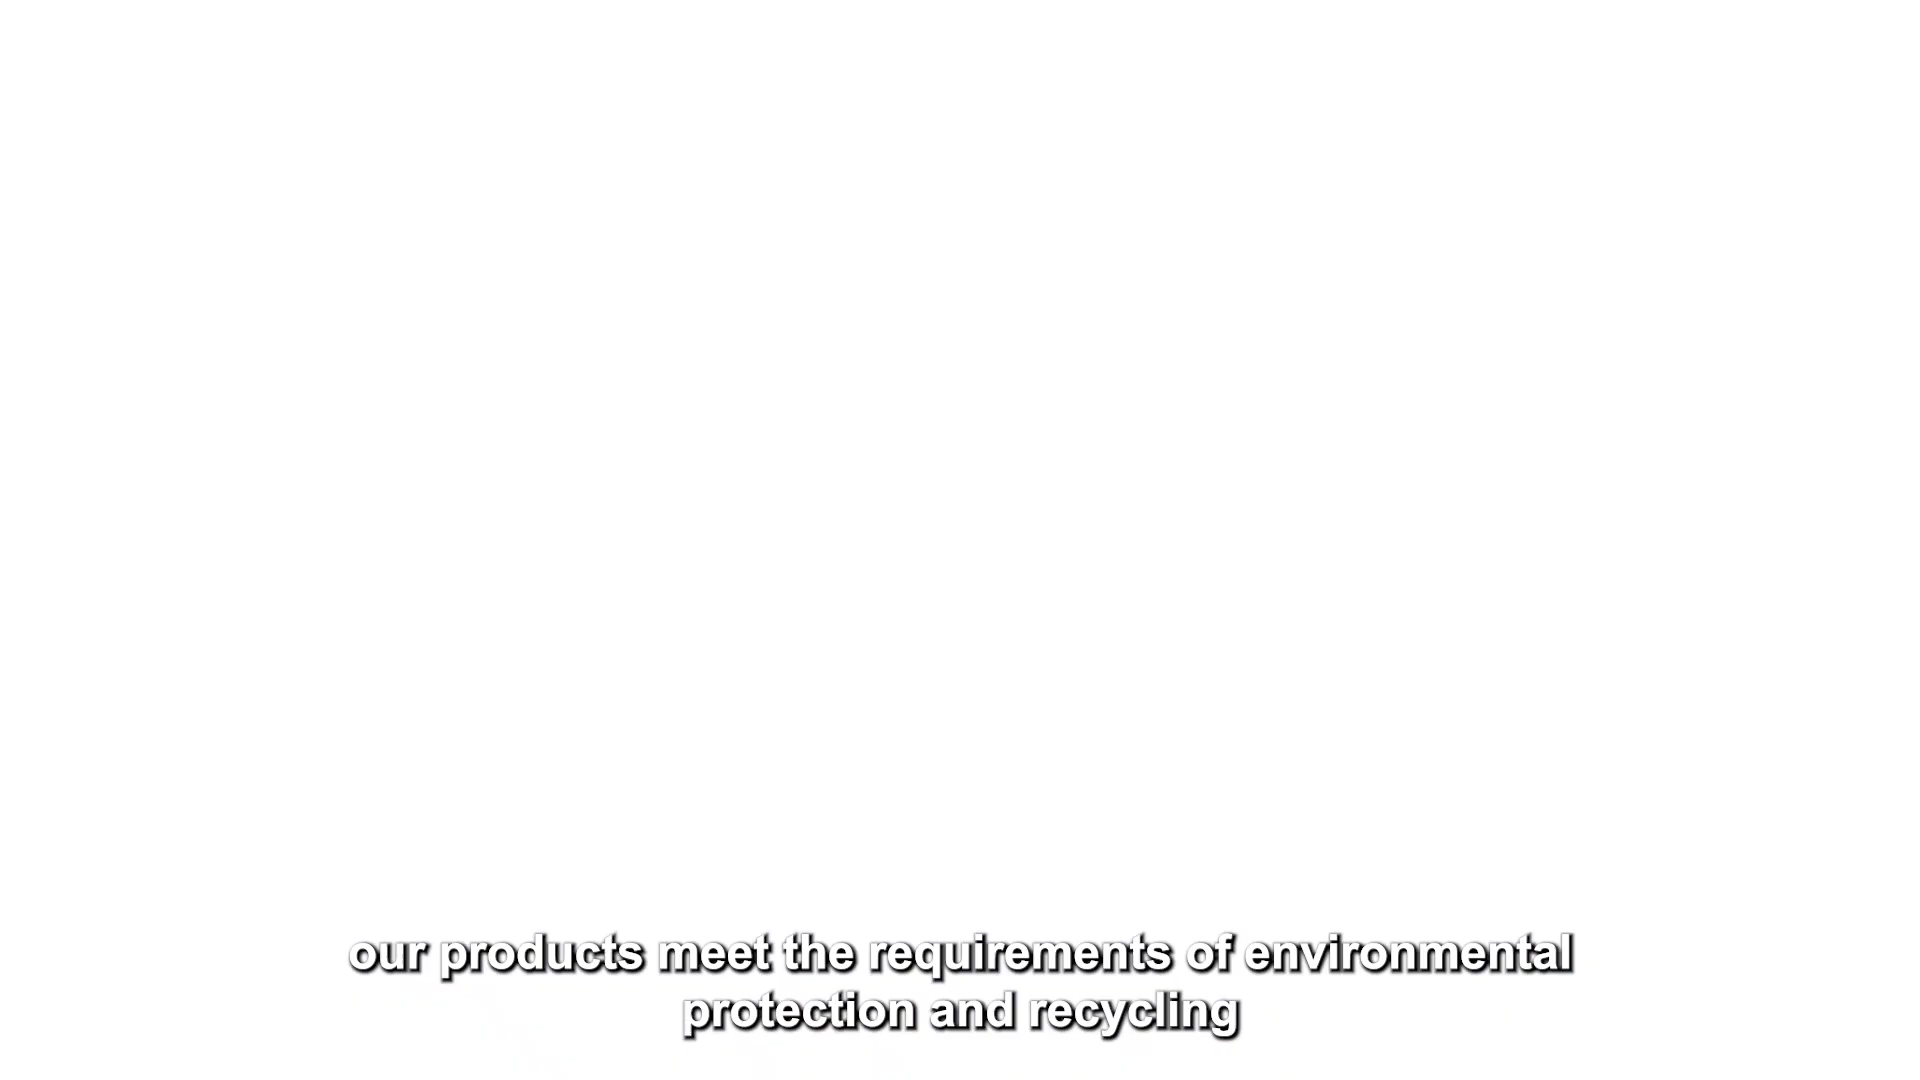 our products meet the requirements of environmental
protection and recycling